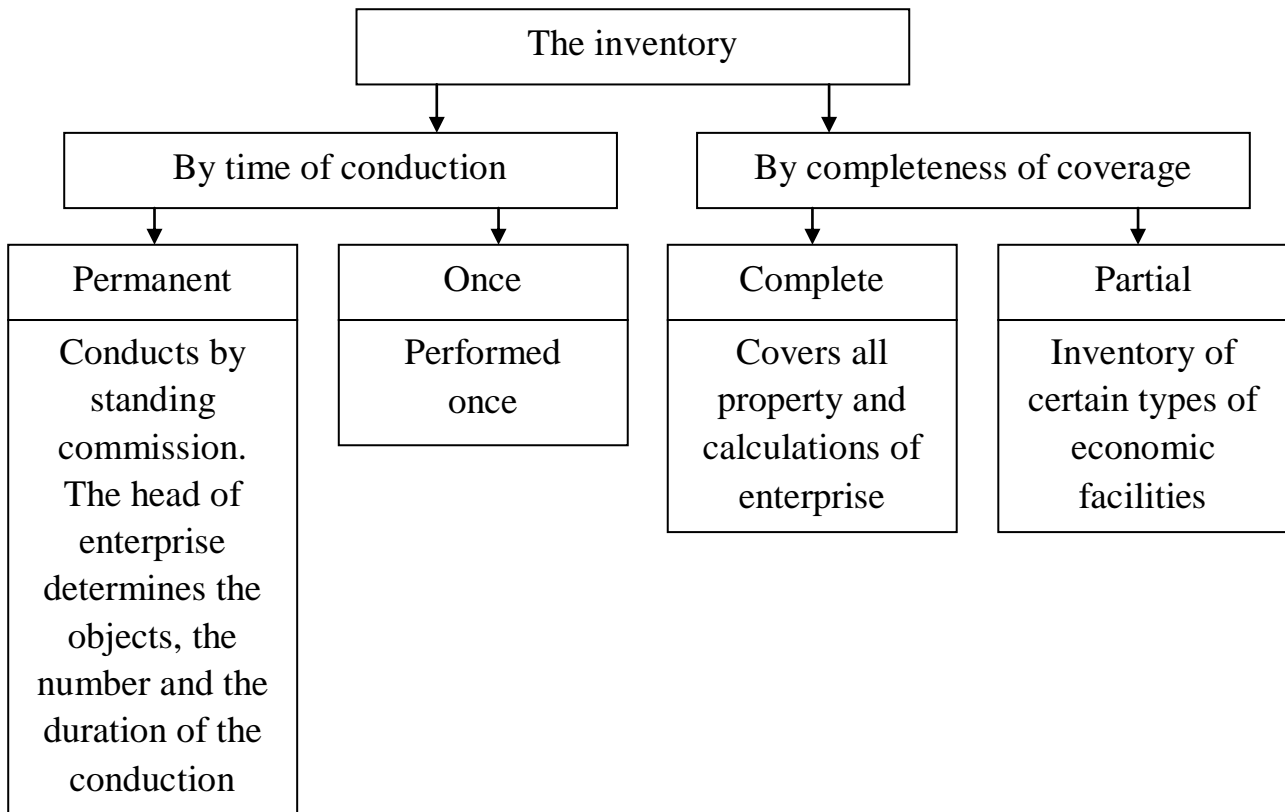 The inventory
By time of conduction
By completeness of coverage
Permanent
Conducts by
standing
commission.
The head of
enterprise
determines the
objects, the
number and the
duration of the
conduction
Once
Performed
once
Complete
Covers all
property and
calculations of
enterprise
Partial
Inventory of
certain types of
economic
facilities